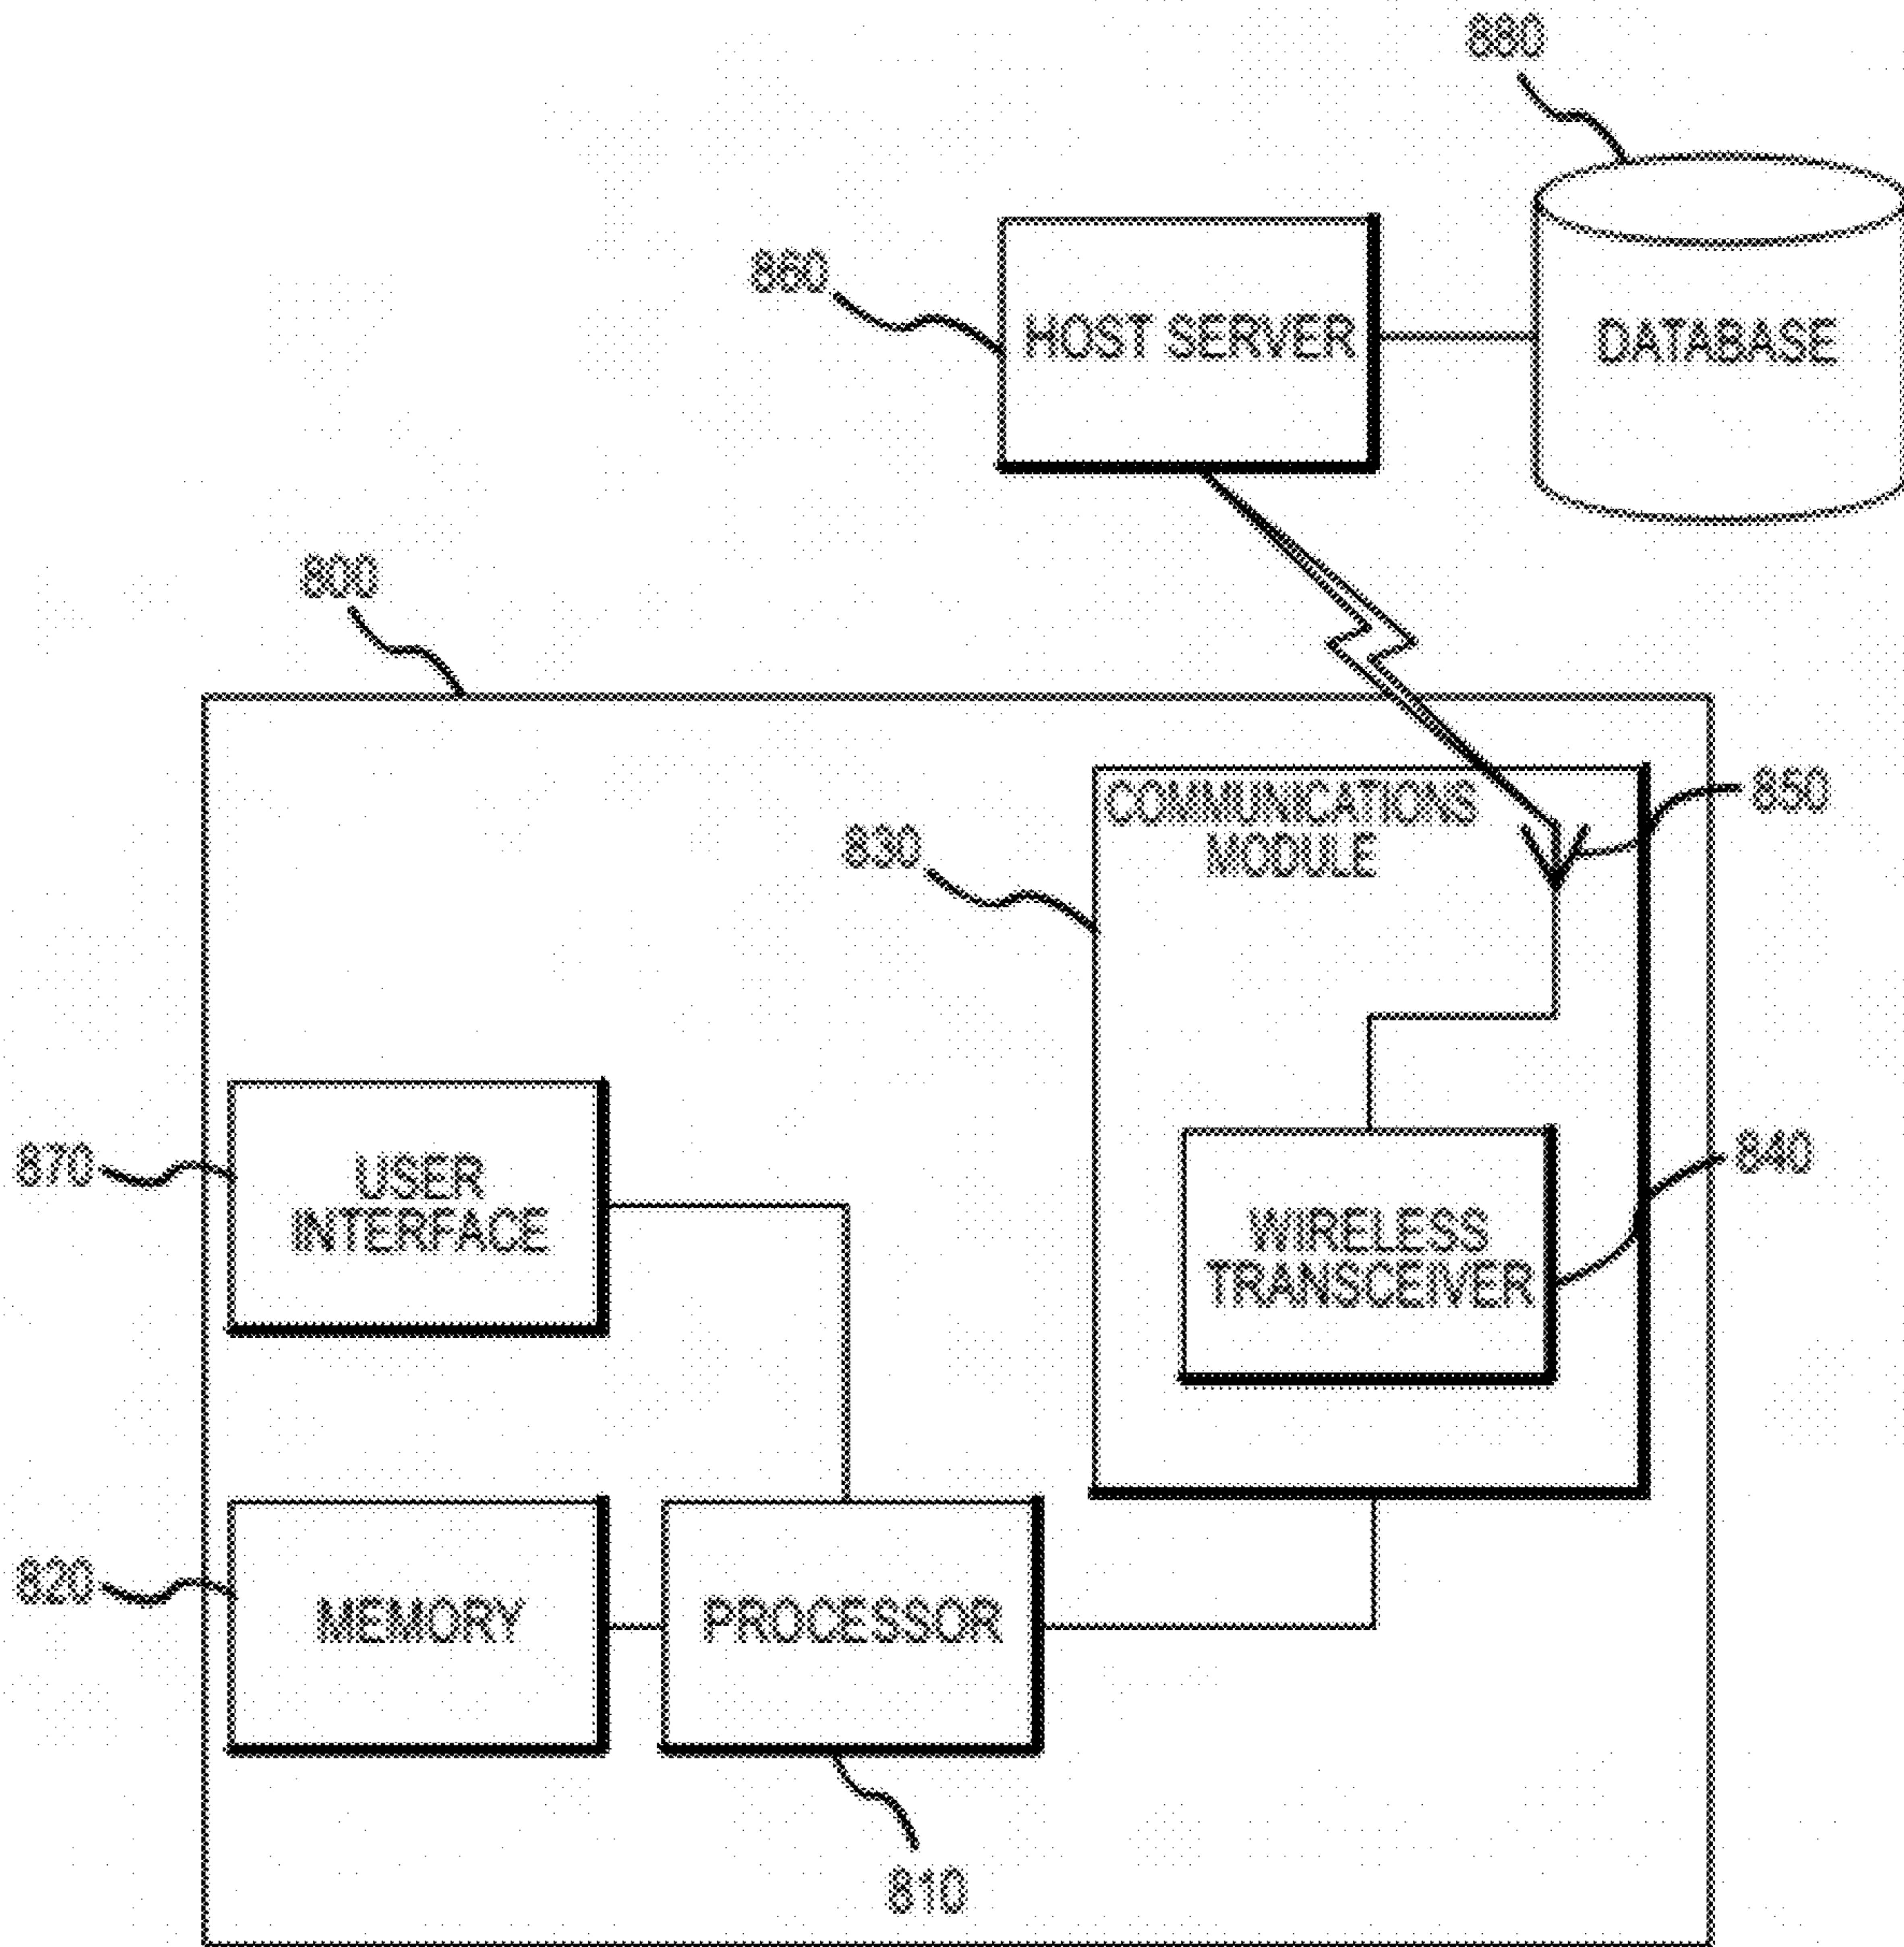 880
860
HOST SERVER
DATABASE
800
COMMUNICATIONS
MODULE
850
830
870
USER
INTERFACE
840
WIRELESS
TRANSCEIVER
820
MEMORY
PROCESSOR
810